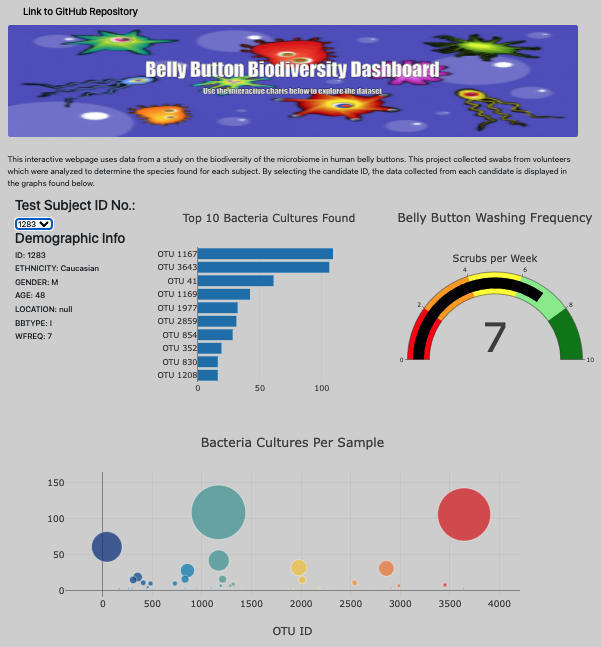 Link to GitHub Repository
Belly Button Biodiversity Dashboard
Use the interactive charts below to explore the dataset
This interactive webpage uses data from a study on the biodiversity of the microbiome in human belly buttons. This project collected swabs from volunteers
which were analyzed to determine the species found for each subject. By selecting the candidate ID, the data collected from each candidate is displayed in
the graphs found below.
Test Subject ID No.:
1283
Demographic Info
ID: 1283
ETHNICITY: Caucasian
GENDER: M
AGE: 48
LOCATION: null
BBTYPE: I
WFREQ: 7
Top 10 Bacteria Cultures Found
OTU 1167
OTU 3643
OTU 41
OTU 1169
OTU 1977
OTU 2859
OTU 854
OTU 352
OTU 830
OTU 1208
0 50 100
Belly Button Washing Frequency
Scrubs per Week
4 6
2 8
7
0 10
Bacteria Cultures Per Sample
150
100
50
0
0 500 1000 1500 2000 2500 3000 3500 4000
OTU ID